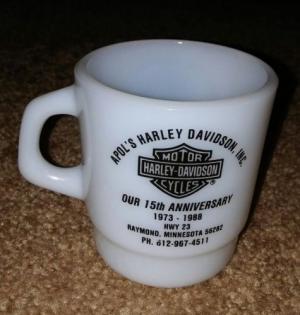 APOL'S HARLEY DAVIDSON, INC.
MOTOR
HARLEY-DAVIDSON
CYCLES ®
OUR 15th ANNIVERSARY
1973 - 1988
HWY 23
RAYMOND, MINNESOTA 56282
PH. 612-967-4511